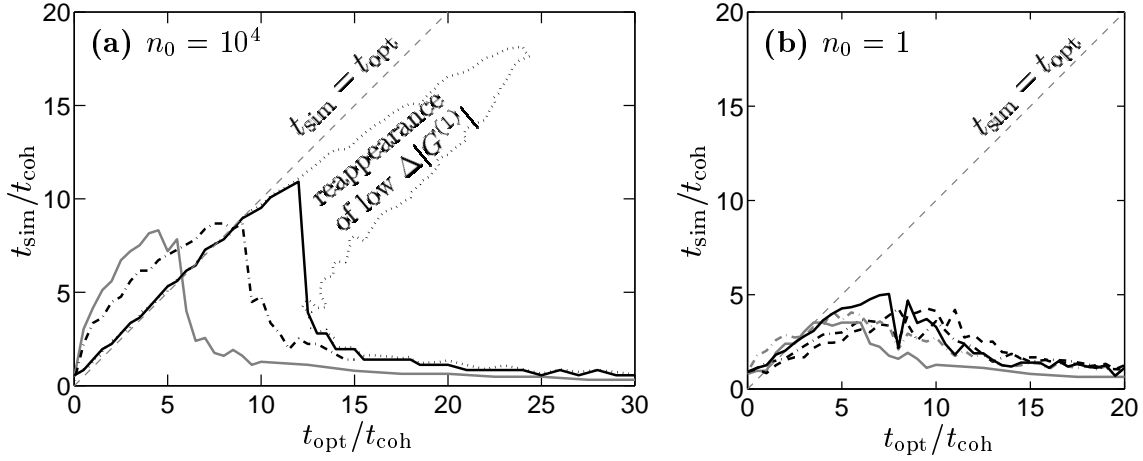 20
15
10
5
0
t_sim/t_coh
(a) n_0 = 10^4
t_sim = t_opt
reappearance
of low Δ|G^(1)|
0 5 10 15 20 25 30
t_opt/t_coh
20
15
10
5
0
t_sim/t_coh
(b) n_0 = 1
t_sim = t_opt
0 5 10 15 20
t_opt/t_coh